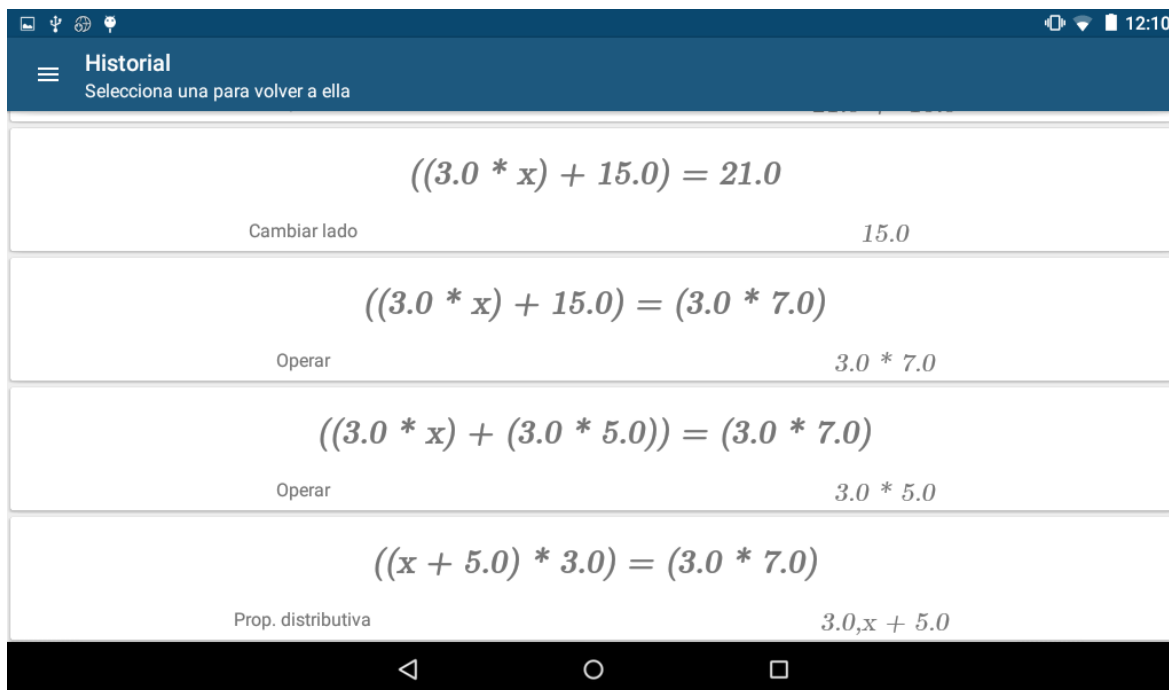 12:10
Historial
Selecciona una para volver a ella
((3.0 * x) + 15.0) = 21.0
Cambiar lado 15.0
((3.0 * x) + 15.0) = (3.0 * 7.0)
Operar 3.0 * 7.0
((3.0 * x) + (3.0 * 5.0)) = (3.0 * 7.0)
Operar 3.0 * 5.0
((x + 5.0) * 3.0) = (3.0 * 7.0)
Prop. distributiva 3.0,x + 5.0